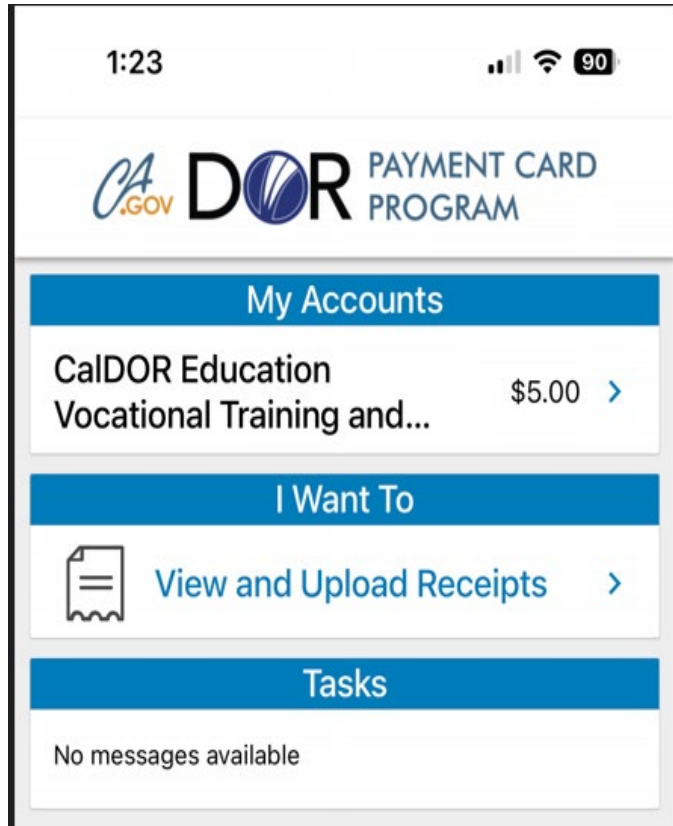 1:23
90
CA.GOV DOR PAYMENT CARD
PROGRAM
My Accounts
CalDOR Education
Vocational Training and...
$5.00
I Want To
View and Upload Receipts
Tasks
No messages available